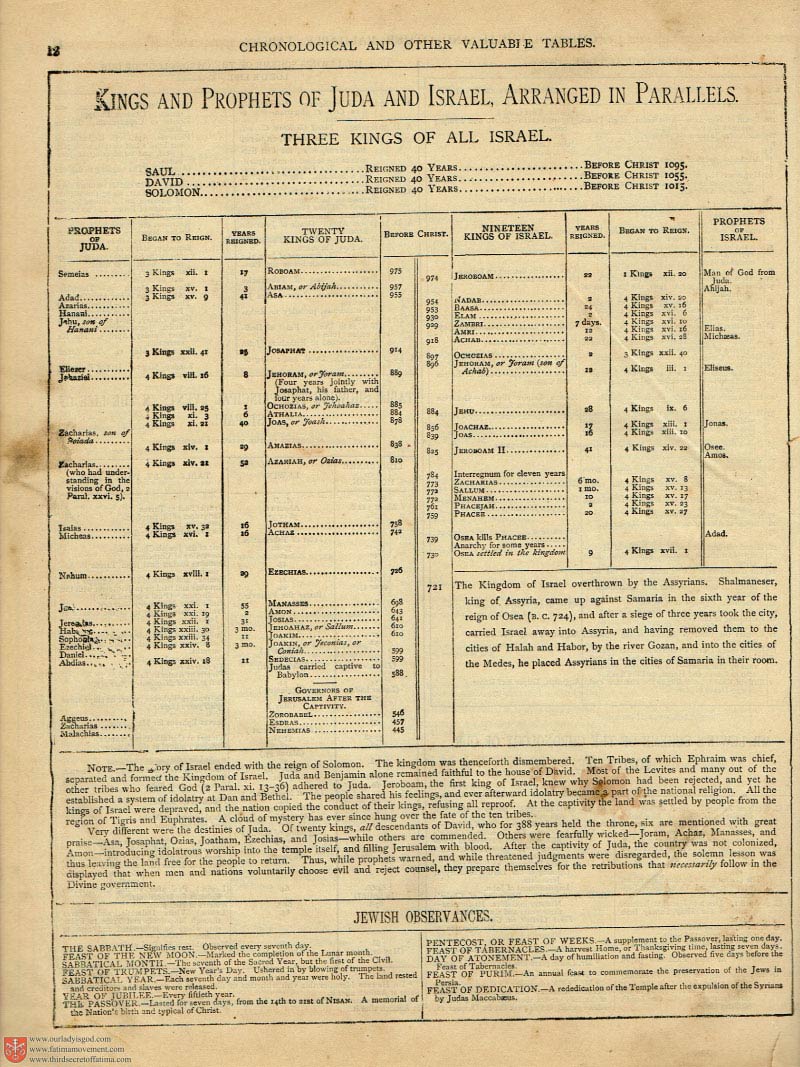 12
CHRONOLOGICAL AND OTHER VALUABLE TABLES.
KINGS AND PROPHETS OF JUDA AND ISRAEL, ARRANGED IN PARALLELS.
THREE KINGS OF ALL ISRAEL.
SAUL ........ REIGNED 40 YEARS ........ BEFORE CHRIST 1095.
DAVID ........ REIGNED 40 YEARS ........ BEFORE CHRIST 1055.
SOLOMON ........ REIGNED 40 YEARS ........ BEFORE CHRIST 1015.
PROPHETS OF JUDA. | BEGAN TO REIGN. | YEARS REIGNED. | TWENTY KINGS OF JUDA. | BEFORE CHRIST. | NINETEEN KINGS OF ISRAEL. | YEARS REIGNED. | BEGAN TO REIGN. | PROPHETS OF ISRAEL.
Semeias ........ 3 Kings xii. 1 17 ROBOAM ........ 975
974 JEROBOAM ........ 22 1 Kings xii. 20 Man of God from Juda.
3 Kings xv. 1 3 ABIAM, or Abijah ........ 957 Ahijah.
Adad ........ 3 Kings xv. 9 41 ASA ........ 955
Azarias ........
Hanani ........
Jehu, son of Hanani
954 NADAB ........ 2 4 Kings xiv. 20
953 BAASA ........ 24 4 Kings xv. 16
930 ELAM ........ 2 4 Kings xvi. 6
929 ZAMBRI ........ 7 days. 4 Kings xvi. 10
AMRI ........ 12 4 Kings xvi. 16 Elias.
918 ACHAB ........ 22 4 Kings xvi. 28 Michæas.
3 Kings xxii. 41 25 JOSAPHAT ........ 914
897 OCHOZIAS ........ 2 3 Kings xxii. 40
896 JEHORAM, or Joram (son of Achab) ........ 12 4 Kings iii. 1 Eliseus.
Eliezer ........
Jahaziel ........ 4 Kings viii. 16 8 JEHORAM, or Joram ........ 889
(Four years jointly with
Josaphat, his father, and
four years alone).
4 Kings viii. 25 1 OCHOZIAS, or Jehoahaz ........ 885
4 Kings xi. 3 6 ATHALIA ........ 884
4 Kings xi. 21 40 JOAS, or Joash ........ 878
884 JEHU ........ 28 4 Kings ix. 6
856 JOACHAZ ........ 17 4 Kings xiii. 1 Jonas.
839 JOAS ........ 16 4 Kings xiii. 10
Zacharias, son of Joiada
4 Kings xiv. 1 29 AMAZIAS ........ 838
825 JEROBOAM II ........ 41 4 Kings xiv. 22 Osee.
Amos.
Zacharias ........ 4 Kings xiv. 21 52 AZARIAH, or Ozias ........ 810
(who had under-
standing in the
visions of God, 2
Paral. xxvi. 5).
784 Interregnum for eleven years
773 ZACHARIAS ........ 6 mo. 4 Kings xv. 8
772 SALLUM ........ 1 mo. 4 Kings xv. 13
772 MENAHEM ........ 10 4 Kings xv. 17
761 PHACEJAH ........ 2 4 Kings xv. 23
759 PHACEE ........ 20 4 Kings xv. 27
Isaias ........ 4 Kings xv. 32 16 JOTHAM ........ 758
Micheas ........ 4 Kings xvi. 1 16 ACHAZ ........ 742
739 OSEA kills PHACEE ........ Adad.
Anarchy for some years ........
730 OSEA settled in the kingdom 9 4 Kings xvii. 1
Nahum ........ 4 Kings xviii. 1 29 EZECHIAS ........ 726
4 Kings xxi. 1 55 MANASSES ........ 698
4 Kings xxi. 19 2 AMON ........ 643
Jeremias 4 Kings xxii. 1 31 JOSIAS ........ 641
4 Kings xxiii. 30 3 mo. JEHOAHAZ, or Sallum ........ 610
Sophonias 4 Kings xxiii. 34 11 JOAKIM ........ 610
Ezechiel 4 Kings xxiv. 8 3 mo. JOAKIN, or Jeconias, or Coniah ........ 599
Daniel
Abdias 4 Kings xxiv. 18 11 SEDECIAS ........ 599
Judas carried captive to
Babylon ........ 588
GOVERNORS OF
JERUSALEM AFTER THE
CAPTIVITY.
Aggeus ........ ZOROBABEL ........ 546
Zacharias ........ ESDRAS ........ 457
Malachias ........ NEHEMIAS ........ 445
721 The Kingdom of Israel overthrown by the Assyrians. Shalmaneser,
king of Assyria, came up against Samaria in the sixth year of the
reign of Osea (B. C. 724), and after a siege of three years took the city,
carried Israel away into Assyria, and having removed them to the
cities of Halah and Habor, by the river Gozan, and into the cities of
the Medes, he placed Assyrians in the cities of Samaria in their room.
NOTE.—The glory of Israel ended with the reign of Solomon. The kingdom was thenceforth dismembered. Ten Tribes, of which Ephraim was chief,
separated and formed the Kingdom of Israel. Juda and Benjamin alone remained faithful to the house of David. Most of the Levites and many out of the
other tribes who feared God (2 Paral. xi. 13–36) adhered to Juda. Jeroboam, the first king of Israel, knew why Solomon had been rejected, and yet he
established a system of idolatry at Dan and Bethel. The people shared his feelings, and ever afterward idolatry became a part of the national religion. All the
kings of Israel were depraved, and the nation copied the conduct of their kings, refusing all reproof. At the captivity the land was settled by people from the
region of Tigris and Euphrates. A cloud of mystery has ever since hung over the fate of the ten tribes.
Very different were the destinies of Juda. Of twenty kings, all descendants of David, who for 388 years held the throne, six are mentioned with great
praise—Asa, Josaphat, Ozias, Joatham, Ezechias, and Josias—while others are commended. Others were fearfully wicked—Joram, Achaz, Manasses, and
Amon—introducing idolatrous worship into the temple itself, and filling Jerusalem with blood. After the captivity of Juda, the country was not colonized,
thus leaving the land free for the people to return. Thus, while prophets warned, and while threatened judgments were disregarded, the solemn lesson was
displayed that when men and nations voluntarily choose evil and reject counsel, they prepare themselves for the retributions that necessarily follow in the
Divine government.
JEWISH OBSERVANCES.
THE SABBATH.—Signifies rest. Observed every seventh day.
FEAST OF THE NEW MOON.—Marked the completion of the Lunar month.
SABBATICAL MONTH.—The seventh of the Sacred Year, but the first of the Civil.
FEAST OF TRUMPETS.—New Year's Day. Ushered in by blowing of trumpets.
SABBATICAL YEAR.—Each seventh day and month and year were holy. The land rested
and creditors and slaves were released.
YEAR OF JUBILEE.—Every fiftieth year.
THE PASSOVER.—Lasted for seven days, from the 14th to 21st of NISAN. A memorial of
the Nation's birth and typical of Christ.
PENTECOST, OR FEAST OF WEEKS.—A supplement to the Passover, lasting one day.
FEAST OF TABERNACLES.—A harvest Home, or Thanksgiving time, lasting seven days.
DAY OF ATONEMENT.—A day of humiliation and fasting. Observed five days before the
Feast of Tabernacles.
FEAST OF PURIM.—An annual feast to commemorate the preservation of the Jews in
Persia.
FEAST OF DEDICATION.—A rededication of the Temple after the expulsion of the Syrians
by Judas Maccabæus.
www.ourladyisgod.com
www.fatimamovement.com
www.thirdsecretoffatima.com